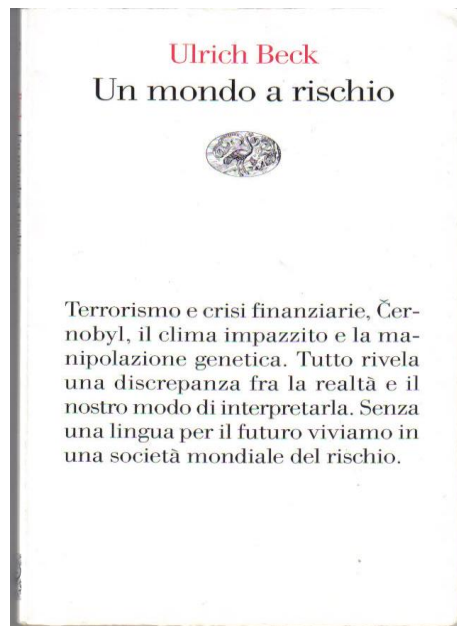 Ulrich Beck
Un mondo a rischio
Terrorismo e crisi finanziarie, Čer-
nobyl, il clima impazzito e la ma-
nipolazione genetica. Tutto rivela
una discrepanza fra la realtà e il
nostro modo di interpretarla. Senza
una lingua per il futuro viviamo in
una società mondiale del rischio.